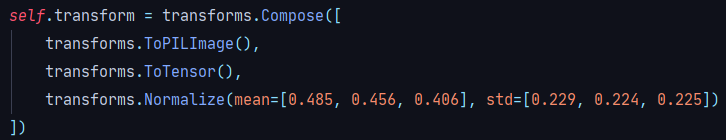 self.transform = transforms.Compose([
    transforms.ToPILImage(),
    transforms.ToTensor(),
    transforms.Normalize(mean=[0.485, 0.456, 0.406], std=[0.229, 0.224, 0.225])
])